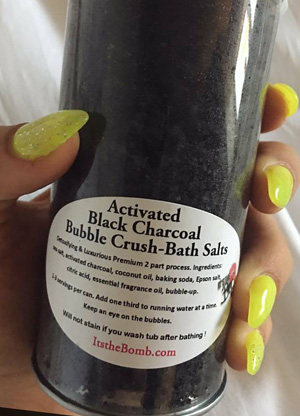 Activated
Black Charcoal
Bubble Crush-Bath Salts
Detoxifying & Luxurious Premium 2 part process. Ingredients:
sea salt, activated charcoal, coconut oil, baking soda, Epson salt,
citric acid, essential fragrance oil, bubble-up.
servings per can. Add one third to running water at a time.
Keep an eye on the bubbles.
Will not stain if you wash tub after bathing !
ItstheBomb.com